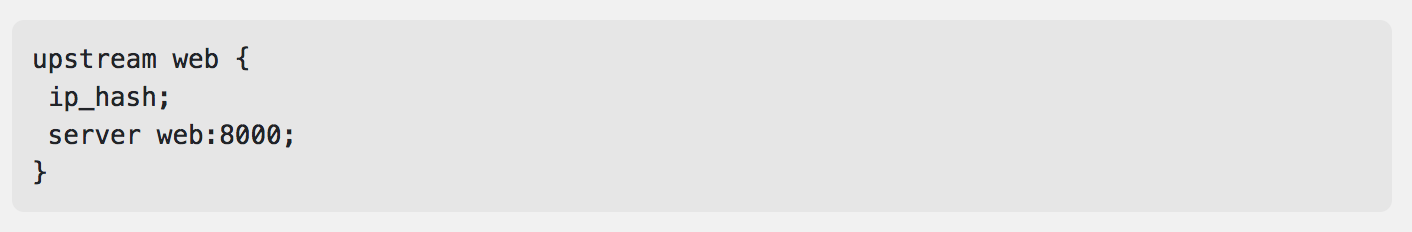 upstream web {
 ip_hash;
 server web:8000;
}